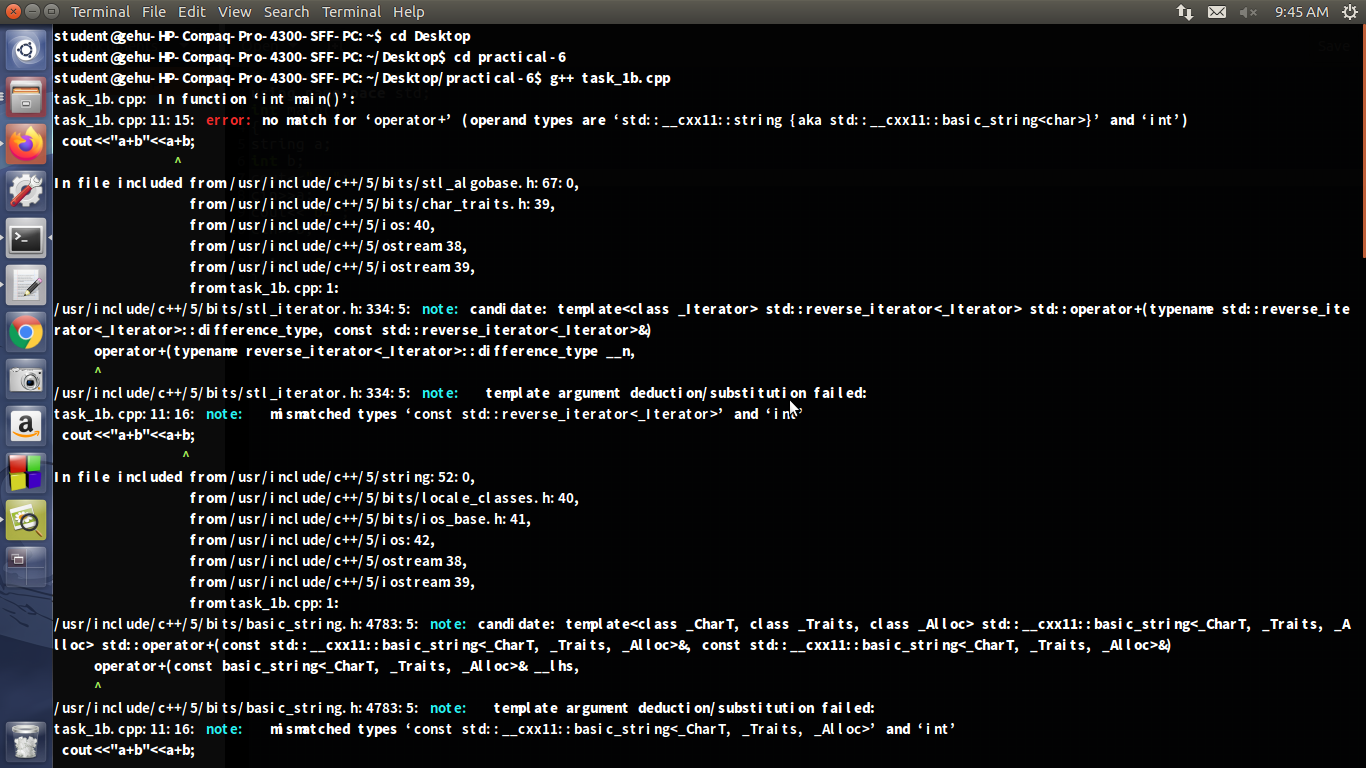 Terminal File Edit View Search Terminal Help 9:45 AM
student@gehu-HP-Compaq-Pro-4300-SFF-PC:~$ cd Desktop
student@gehu-HP-Compaq-Pro-4300-SFF-PC:~/Desktop$ cd practical-6
student@gehu-HP-Compaq-Pro-4300-SFF-PC:~/Desktop/practical-6$ g++ task_1b.cpp
task_1b.cpp: In function ‘int main()’:
task_1b.cpp:11:15: error: no match for ‘operator+’ (operand types are ‘std::__cxx11::string {aka std::__cxx11::basic_string<char>}’ and ‘int’)
cout<<"a+b"<<a+b;
^
In file included from /usr/include/c++/5/bits/stl_algobase.h:67:0,
from /usr/include/c++/5/bits/char_traits.h:39,
from /usr/include/c++/5/ios:40,
from /usr/include/c++/5/ostream:38,
from /usr/include/c++/5/iostream:39,
from task_1b.cpp:1:
/usr/include/c++/5/bits/stl_iterator.h:334:5: note: candidate: template<class _Iterator> std::reverse_iterator<_Iterator> std::operator+(typename std::reverse_ite
rator<_Iterator>::difference_type, const std::reverse_iterator<_Iterator>&)
operator+(typename reverse_iterator<_Iterator>::difference_type __n,
^
/usr/include/c++/5/bits/stl_iterator.h:334:5: note: template argument deduction/substitution failed:
task_1b.cpp:11:16: note: mismatched types ‘const std::reverse_iterator<_Iterator>’ and ‘int’
cout<<"a+b"<<a+b;
^
In file included from /usr/include/c++/5/string:52:0,
from /usr/include/c++/5/bits/locale_classes.h:40,
from /usr/include/c++/5/bits/ios_base.h:41,
from /usr/include/c++/5/ios:42,
from /usr/include/c++/5/ostream:38,
from /usr/include/c++/5/iostream:39,
from task_1b.cpp:1:
/usr/include/c++/5/bits/basic_string.h:4783:5: note: candidate: template<class _CharT, class _Traits, class _Alloc> std::__cxx11::basic_string<_CharT, _Traits, _A
lloc> std::operator+(const std::__cxx11::basic_string<_CharT, _Traits, _Alloc>&, const std::__cxx11::basic_string<_CharT, _Traits, _Alloc>&)
operator+(const basic_string<_CharT, _Traits, _Alloc>& __lhs,
^
/usr/include/c++/5/bits/basic_string.h:4783:5: note: template argument deduction/substitution failed:
task_1b.cpp:11:16: note: mismatched types ‘const std::__cxx11::basic_string<_CharT, _Traits, _Alloc>’ and ‘int’
cout<<"a+b"<<a+b;